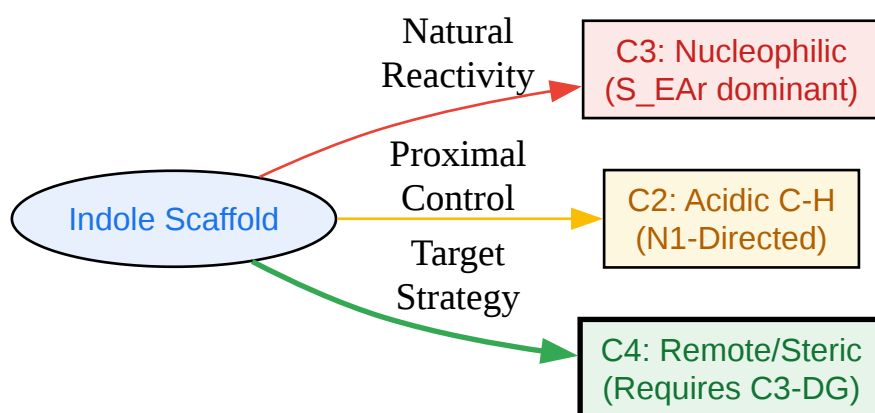 Natural
Reactivity
C3: Nucleophilic
(S_EAr dominant)
Indole Scaffold
Proximal
Control
C2: Acidic C-H
(N1-Directed)
Target
Strategy
C4: Remote/Steric
(Requires C3-DG)